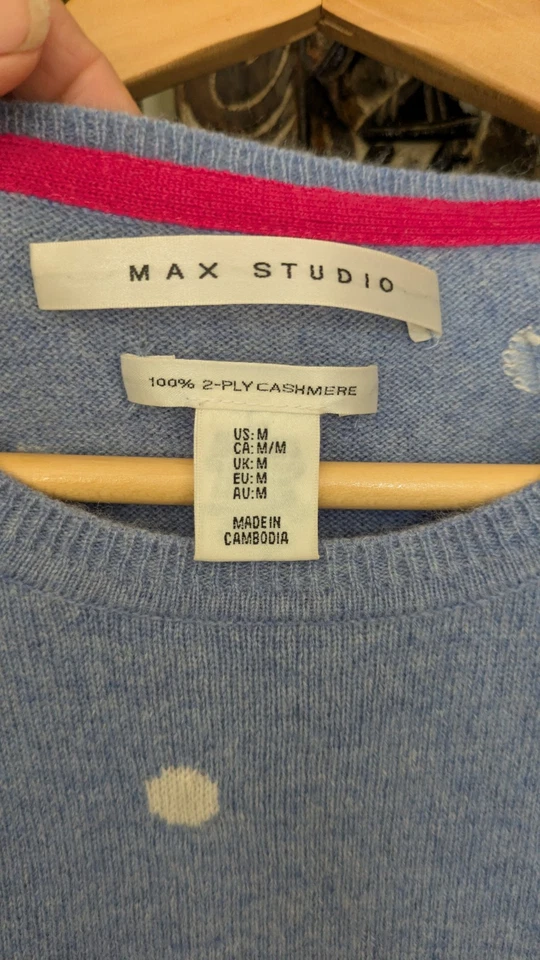 MAX STUDIO
100% 2-PLY CASHMERE
US: M
CA: M/M
UK: M
EU: M
AU: M
MADE IN
CAMBODIA